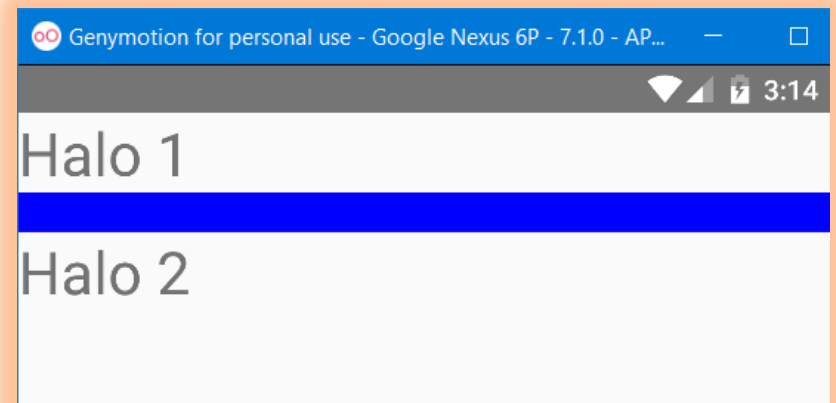 Genymotion for personal use - Google Nexus 6P - 7.1.0 - AP...
3:14
Halo 1
Halo 2